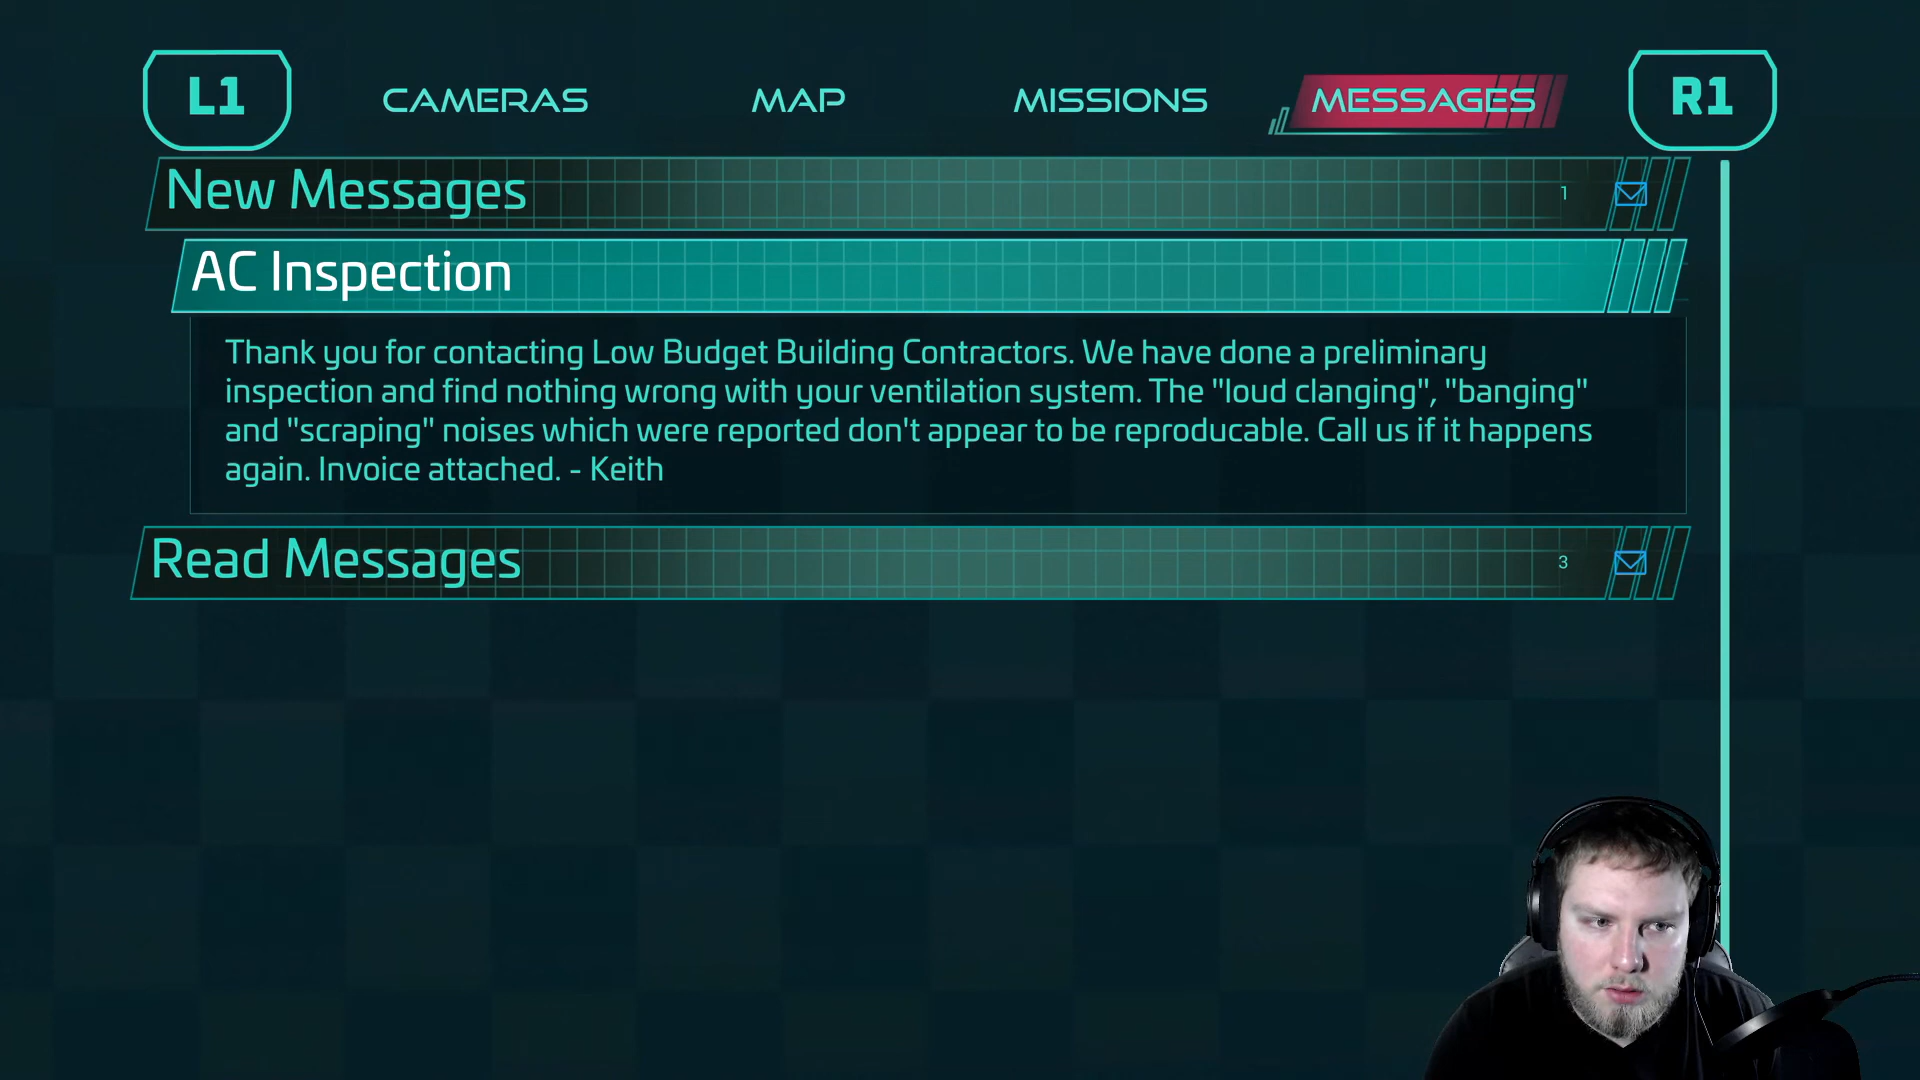 L1
CAMERAS
MAP
MISSIONS
MESSAGES
R1
New Messages
1
AC Inspection
Thank you for contacting Low Budget Building Contractors. We have done a preliminary
inspection and find nothing wrong with your ventilation system. The "loud clanging", "banging"
and "scraping" noises which were reported don't appear to be reproducable. Call us if it happens
again. Invoice attached. - Keith
Read Messages
3